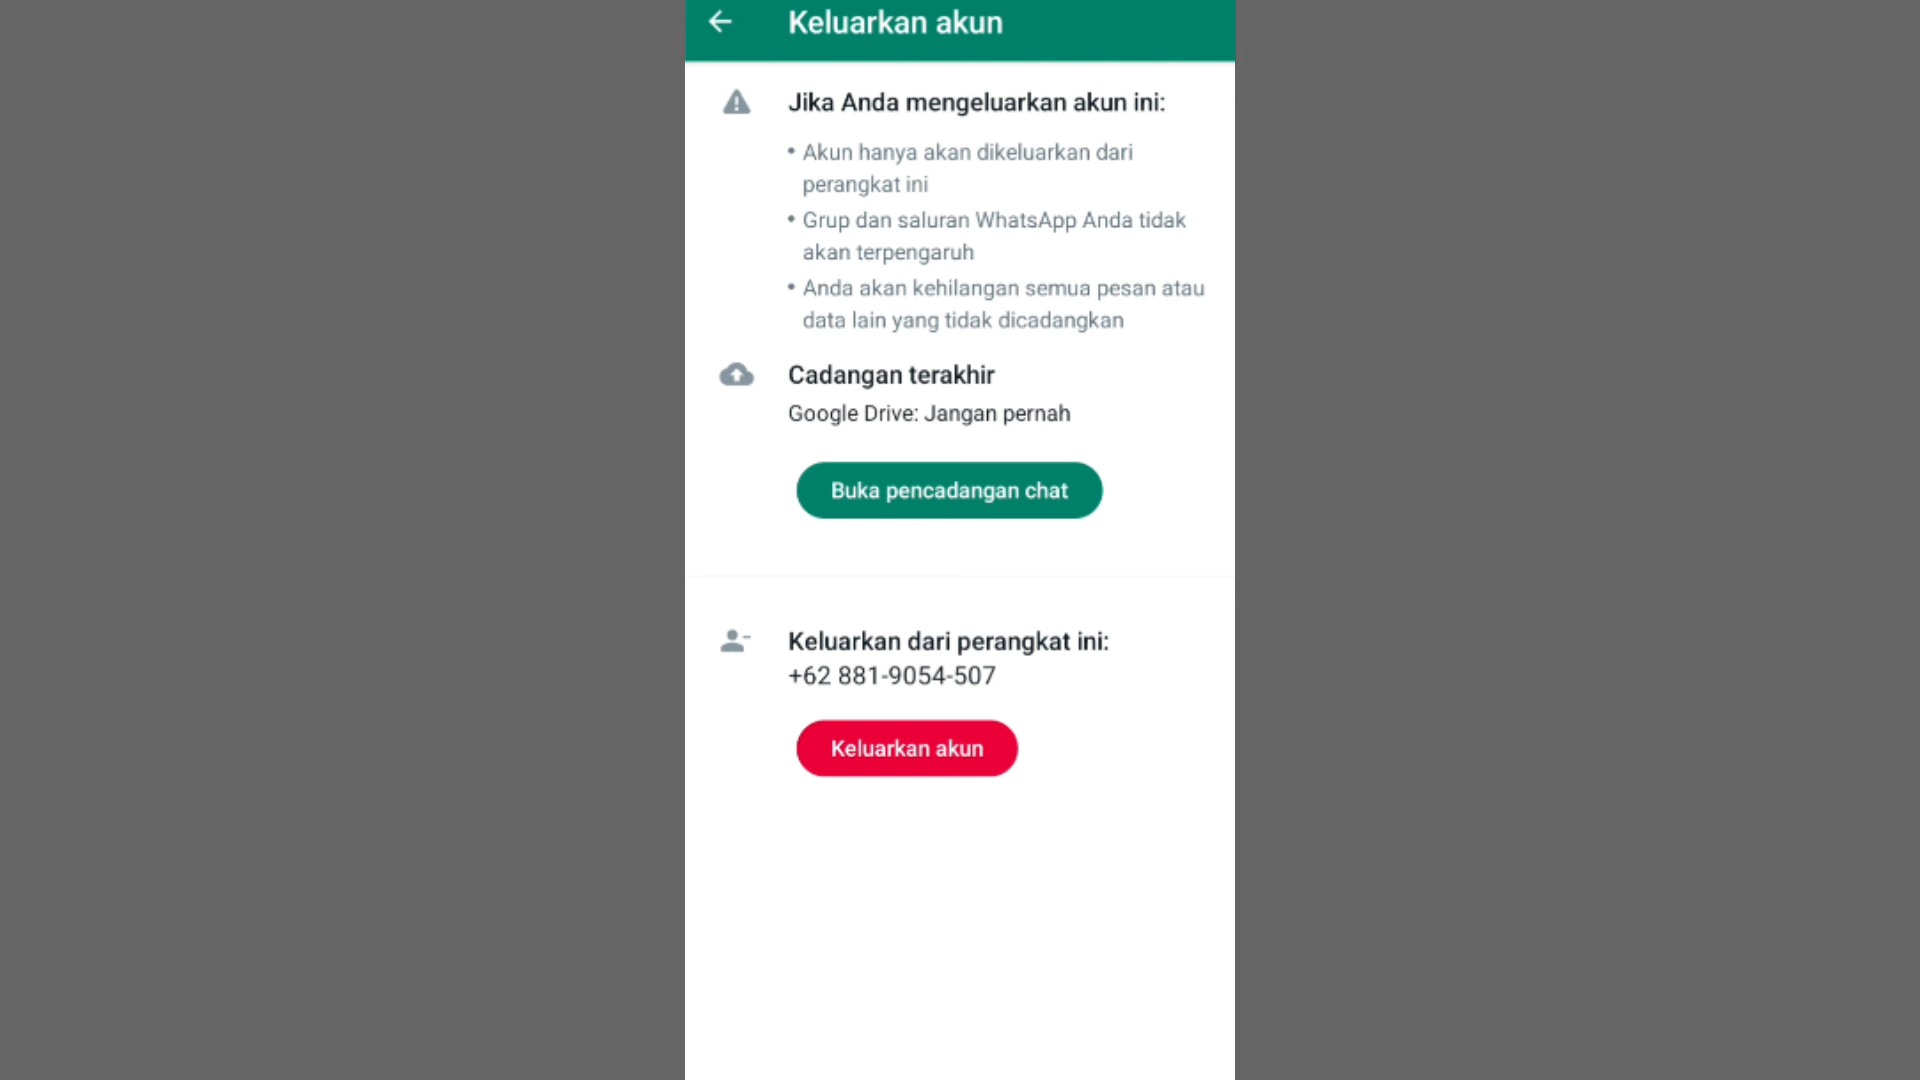 Keluarkan akun
Jika Anda mengeluarkan akun ini:
• Akun hanya akan dikeluarkan dari
perangkat ini
• Grup dan saluran WhatsApp Anda tidak
akan terpengaruh
• Anda akan kehilangan semua pesan atau
data lain yang tidak dicadangkan
Cadangan terakhir
Google Drive: Jangan pernah
Buka pencadangan chat
Keluarkan dari perangkat ini:
+62 881-9054-507
Keluarkan akun